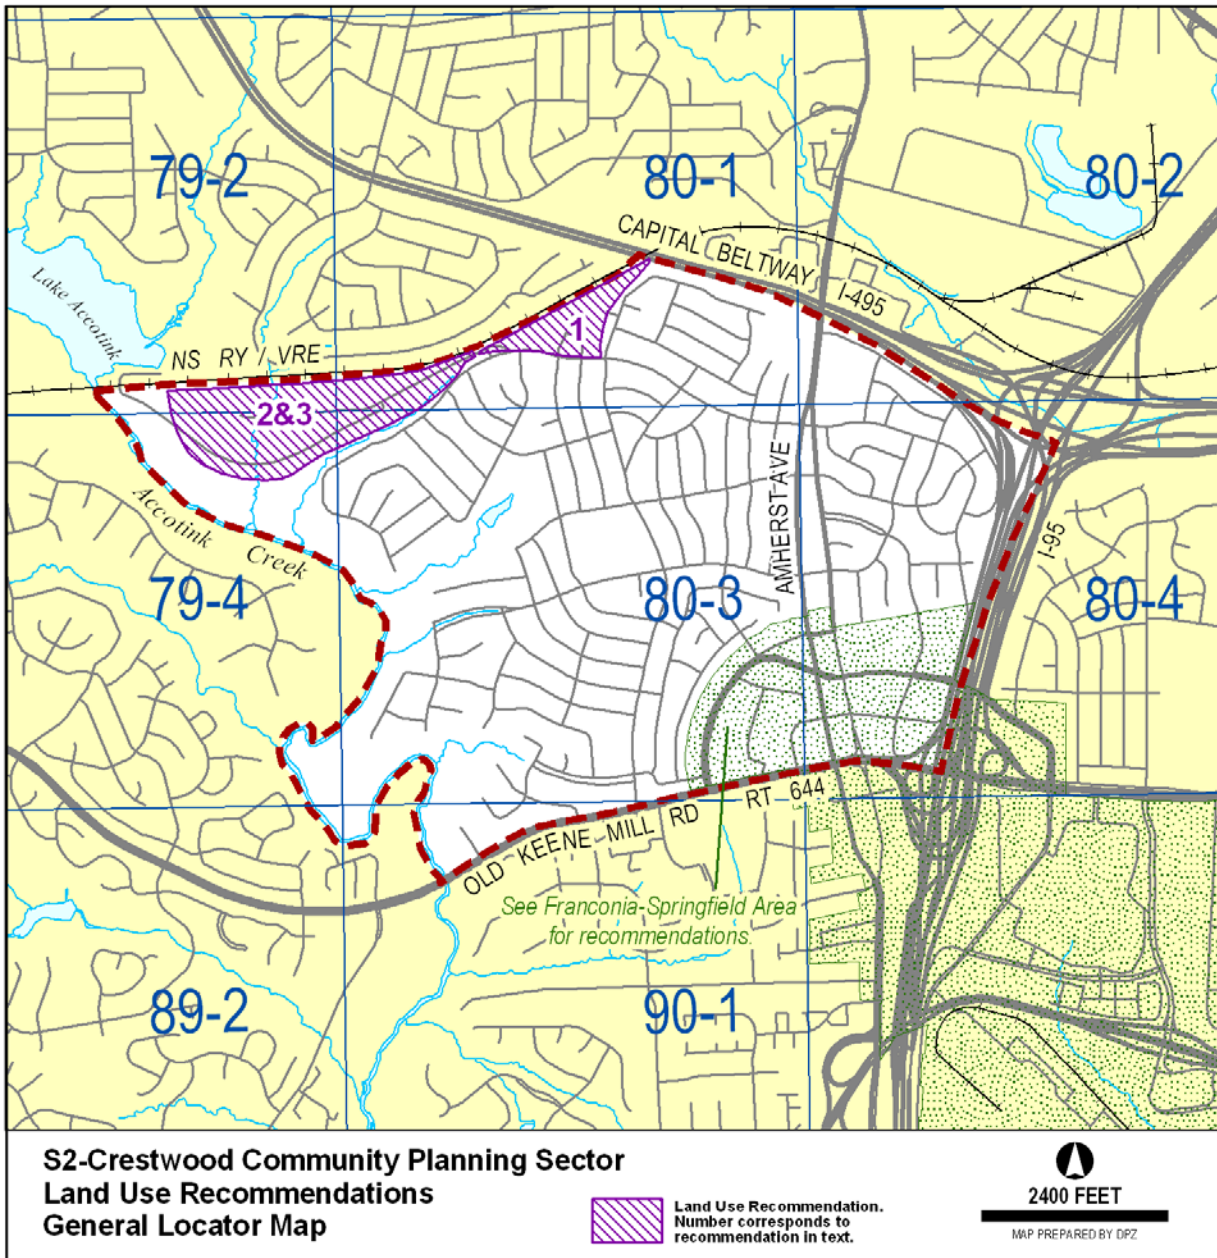 79-2
80-1
80-2
CAPITAL BELTWAY I-495
Lake Accotink
NS RY / VRE
1
2&3
AMHERST AVE
I-95
Accotink Creek
79-4
80-3
80-4
OLD KEENE MILL RD RT 644
See Franconia-Springfield Area
for recommendations.
89-2
90-1
S2-Crestwood Community Planning Sector
Land Use Recommendations
General Locator Map
Land Use Recommendation.
Number corresponds to
recommendation in text.
2400 FEET
MAP PREPARED BY DPZ